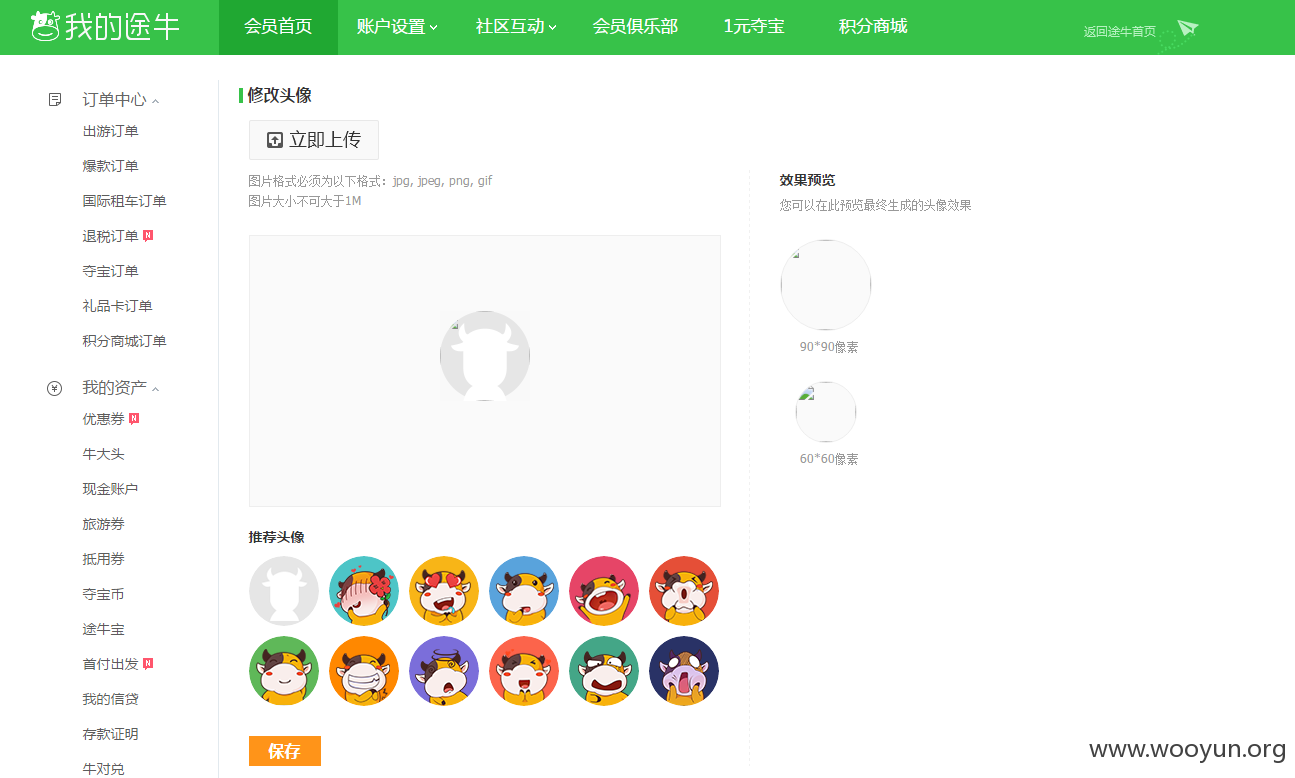 我的途牛
会员首页
账户设置
社区互动
会员俱乐部
1元夺宝
积分商城
返回途牛首页
订单中心
出游订单
爆款订单
国际租车订单
退税订单 N
夺宝订单
礼品卡订单
积分商城订单
¥ 我的资产
优惠券 N
牛大头
现金账户
旅游券
抵用券
夺宝币
途牛宝
首付出发 N
我的信贷
存款证明
牛对兑
修改头像
立即上传
图片格式必须为以下格式：jpg, jpeg, png, gif
图片大小不可大于1M
推荐头像
保存
效果预览
您可以在此预览最终生成的头像效果
90*90像素
60*60像素
www.wooyun.org